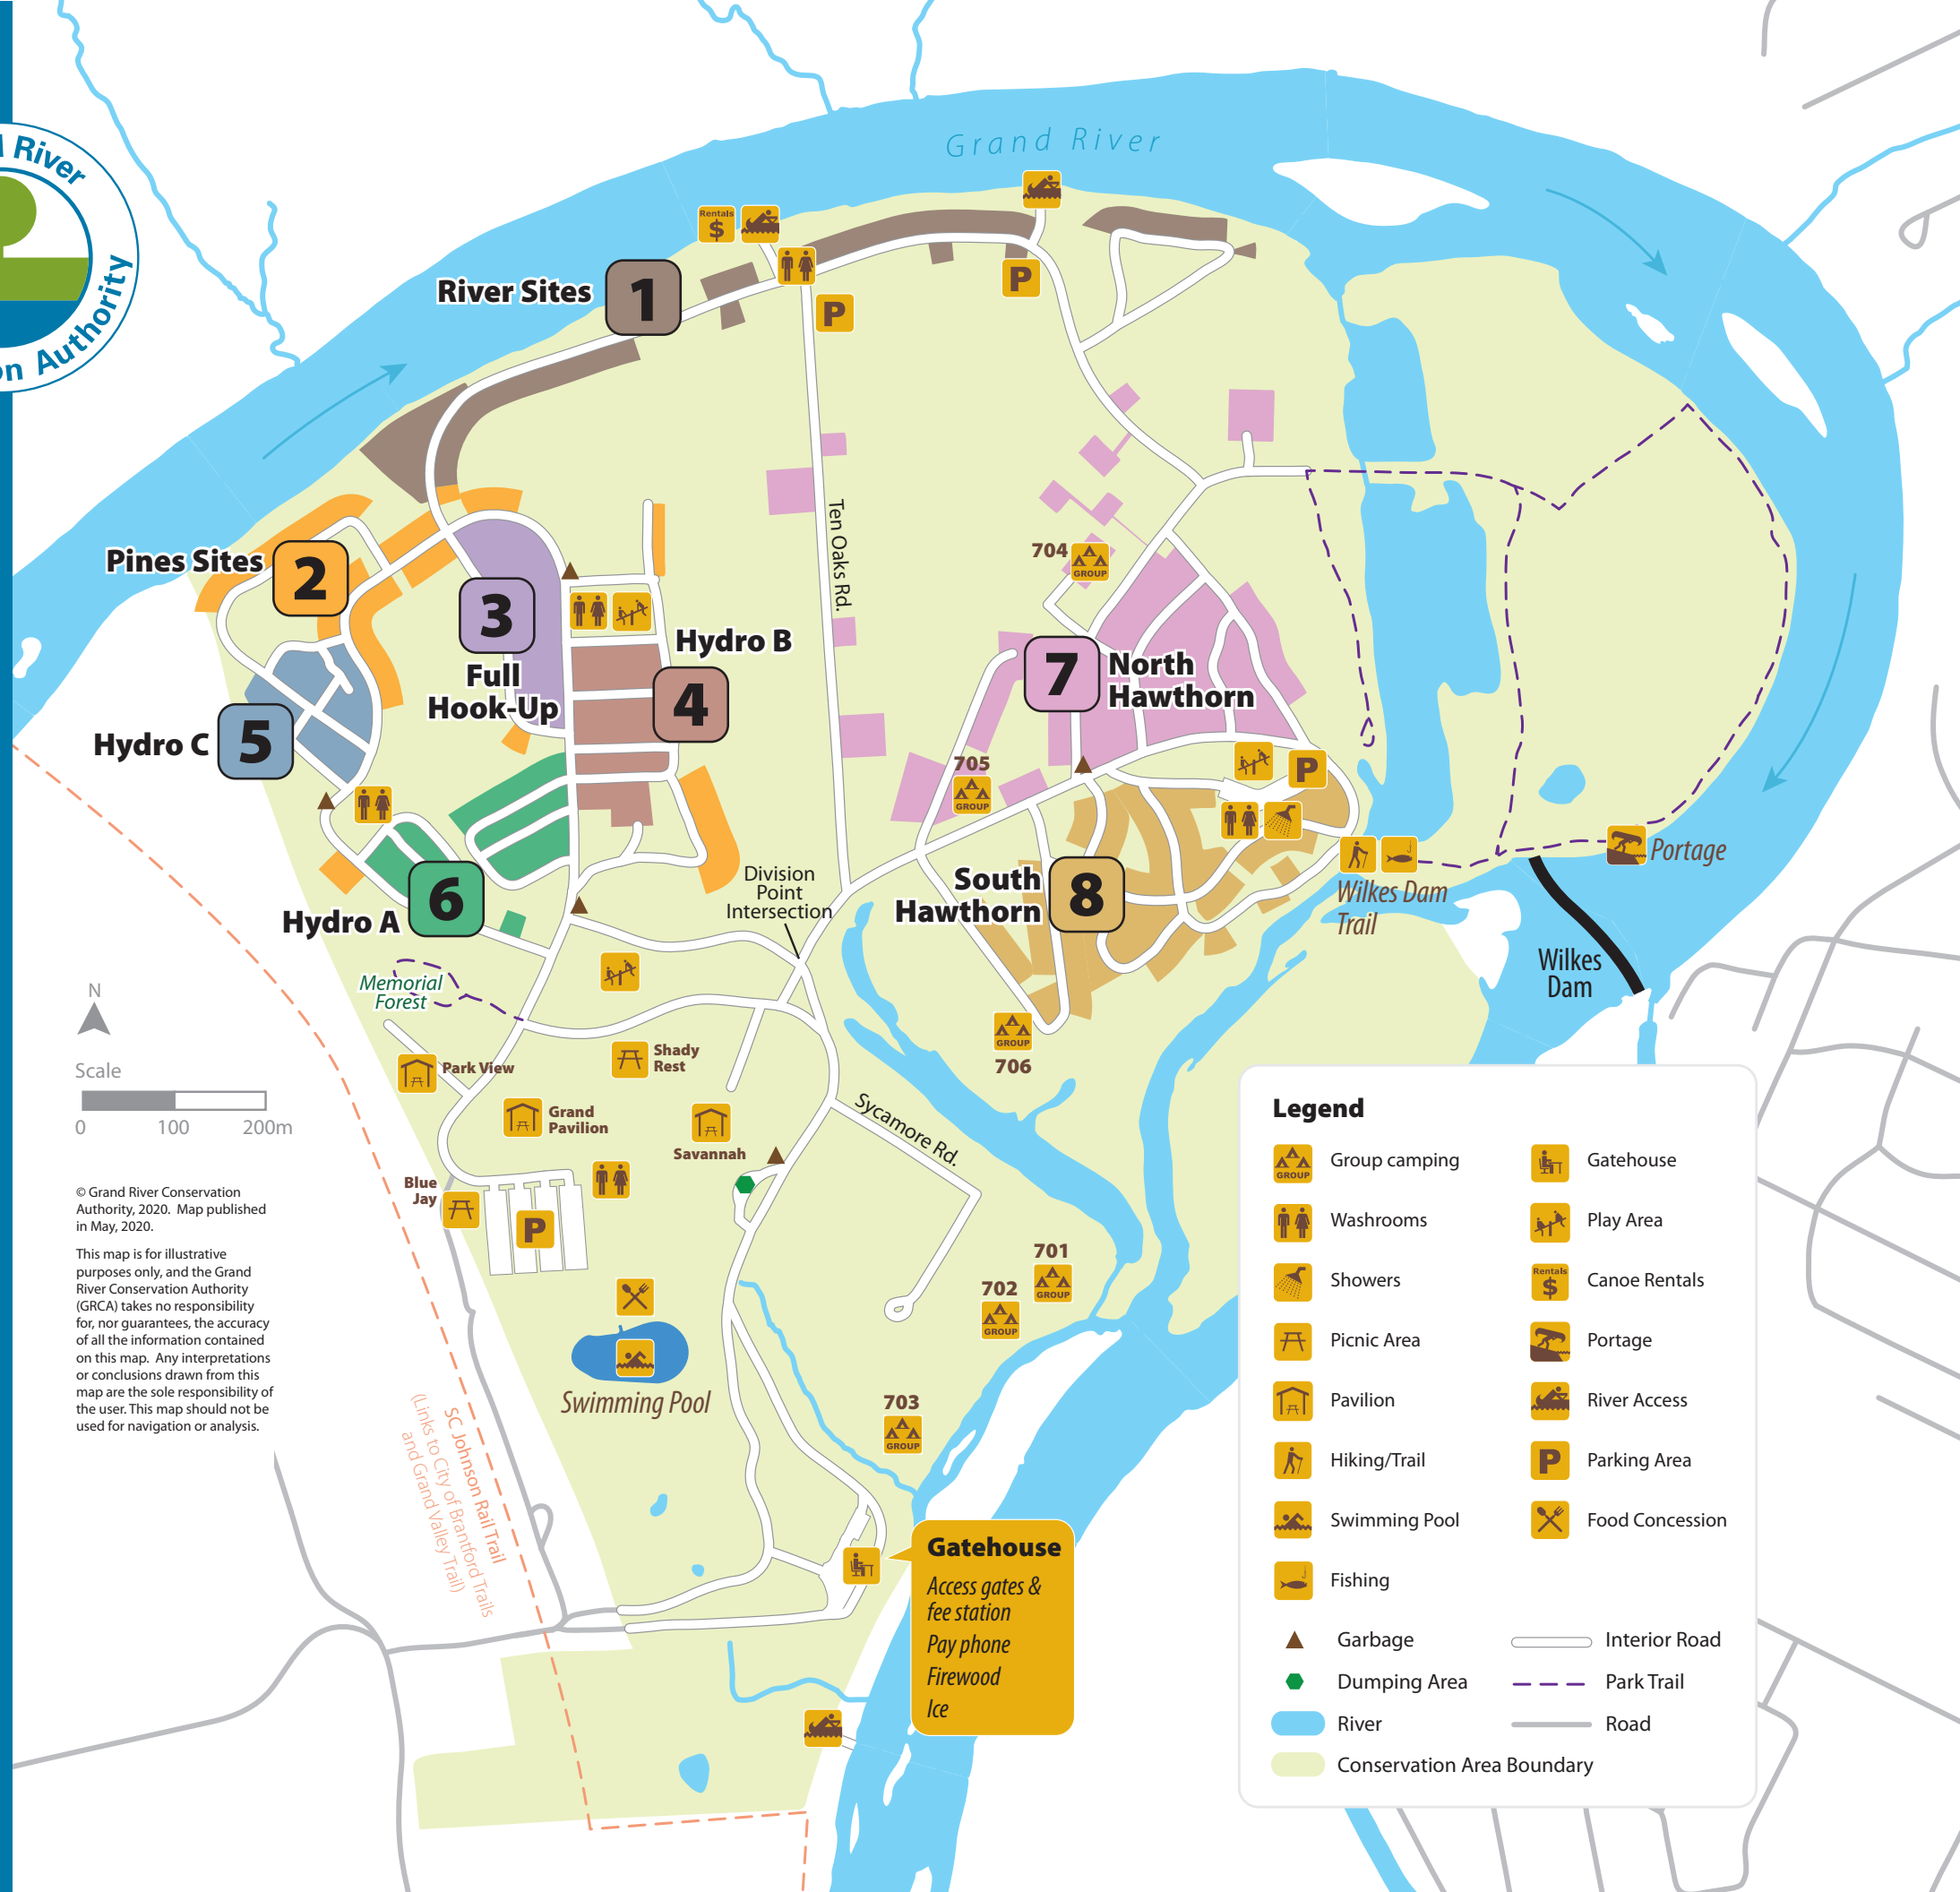 River
on Authority
Grand River
Rentals
$
P
P
River Sites
1
Pines Sites
2
3
Full
Hook-Up
Hydro B
4
Hydro C
5
Hydro A
6
Ten Oaks Rd.
704
GROUP
7
North
Hawthorn
705
GROUP
P
South
Hawthorn
8
Wilkes Dam
Trail
Portage
Wilkes
Dam
Division
Point
Intersection
Memorial
Forest
706
GROUP
N
Scale
0 100 200m
Park View
Shady
Rest
Grand
Pavilion
Savannah
Blue
Jay
P
Sycamore Rd.
701
GROUP
702
GROUP
703
GROUP
Swimming Pool
© Grand River Conservation
Authority, 2020. Map published
in May, 2020.
This map is for illustrative
purposes only, and the Grand
River Conservation Authority
(GRCA) takes no responsibility
for, nor guarantees, the accuracy
of all the information contained
on this map. Any interpretations
or conclusions drawn from this
map are the sole responsibility of
the user. This map should not be
used for navigation or analysis.
SC Johnson Rail Trail
(Links to City of Brantford Trails
and Grand Valley Trail)
Gatehouse
Access gates &
fee station
Pay phone
Firewood
Ice
Legend
GROUP
Group camping
Gatehouse
Washrooms
Play Area
Showers
Rentals
$
Canoe Rentals
Picnic Area
Portage
Pavilion
River Access
Hiking/Trail
P
Parking Area
Swimming Pool
Food Concession
Fishing
Garbage
Interior Road
Dumping Area
Park Trail
River
Road
Conservation Area Boundary